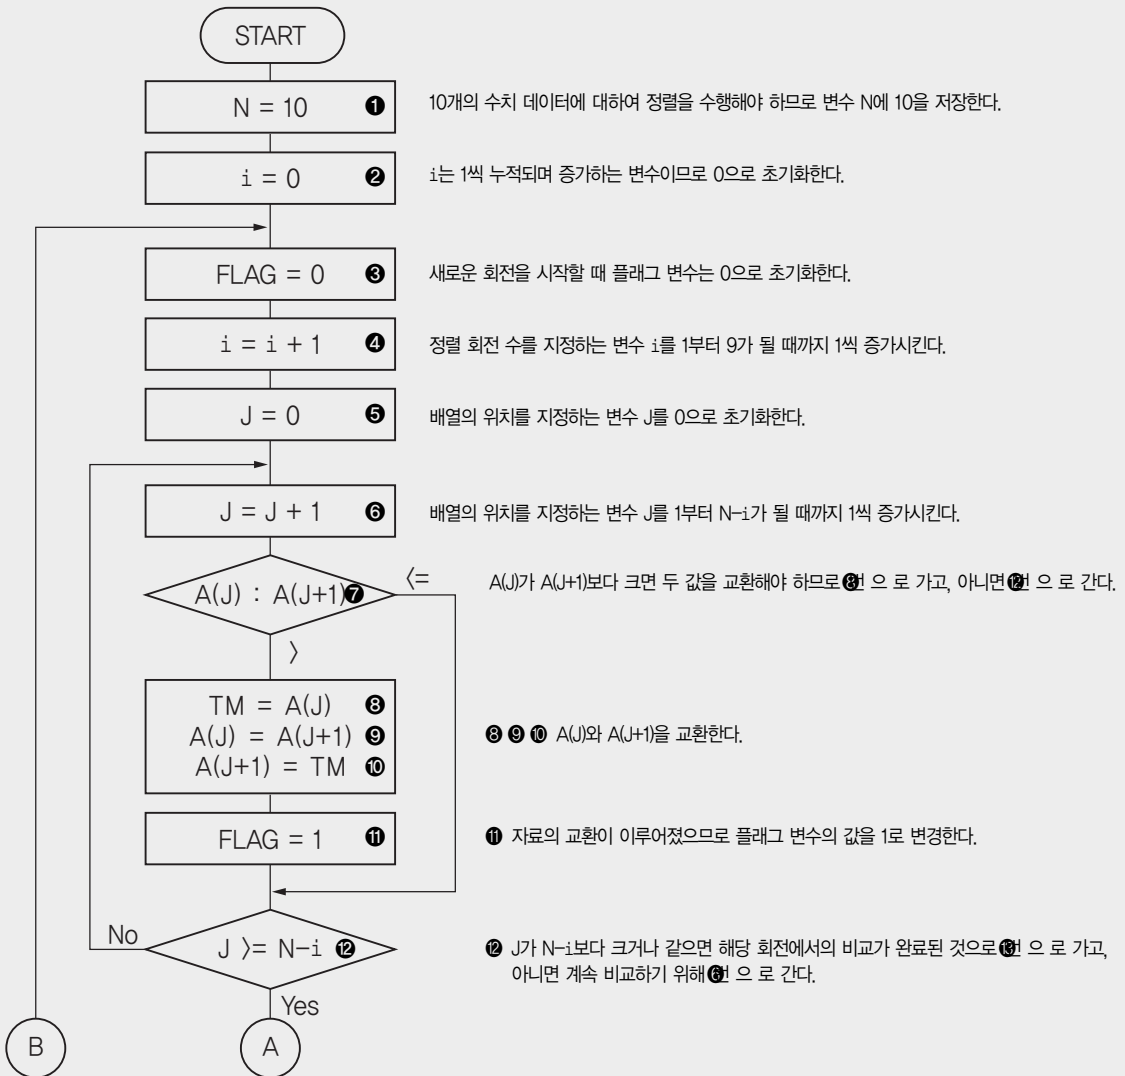 START
N = 10 ❶ 10개의 수치 데이터에 대하여 정렬을 수행해야 하므로 변수 N에 10을 저장한다.
i = 0 ❷ i는 1씩 누적되며 증가하는 변수이므로 0으로 초기화한다.
FLAG = 0 ❸ 새로운 회전을 시작할 때 플래그 변수는 0으로 초기화한다.
i = i + 1 ❹ 정렬 회전 수를 지정하는 변수 i를 1부터 9가 될 때까지 1씩 증가시킨다.
J = 0 ❺ 배열의 위치를 지정하는 변수 J를 0으로 초기화한다.
J = J + 1 ❻ 배열의 위치를 지정하는 변수 J를 1부터 N-i가 될 때까지 1씩 증가시킨다.
A(J) : A(J+1) ❼ 〈= A(J)가 A(J+1)보다 크면 두 값을 교환해야 하므로 ❽번 으 로 가고, 아니면 ⓬번 으 로 간다.
〉
TM = A(J) ❽
A(J) = A(J+1) ❾ ❽ ❾ ❿ A(J)와 A(J+1)을 교환한다.
A(J+1) = TM ❿
FLAG = 1 ⓫ ⓫ 자료의 교환이 이루어졌으므로 플래그 변수의 값을 1로 변경한다.
No J 〉= N-i ⓬ ⓬ J가 N-i보다 크거나 같으면 해당 회전에서의 비교가 완료된 것으로 ⓭번 으 로 가고,
아니면 계속 비교하기 위해 ❻번 으 로 간다.
Yes
B A